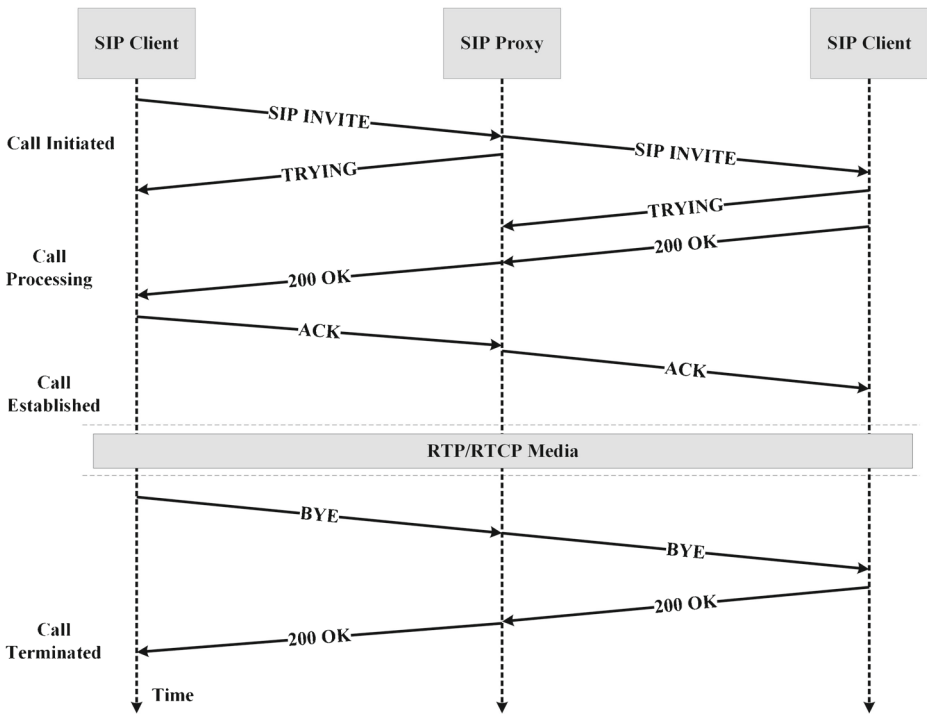 SIP Client
SIP Proxy
SIP Client
SIP INVITE
Call Initiated
SIP INVITE
TRYING
TRYING
Call
Processing
200 OK
200 OK
ACK
ACK
Call
Established
RTP/RTCP Media
BYE
BYE
200 OK
200 OK
Call
Terminated
Time